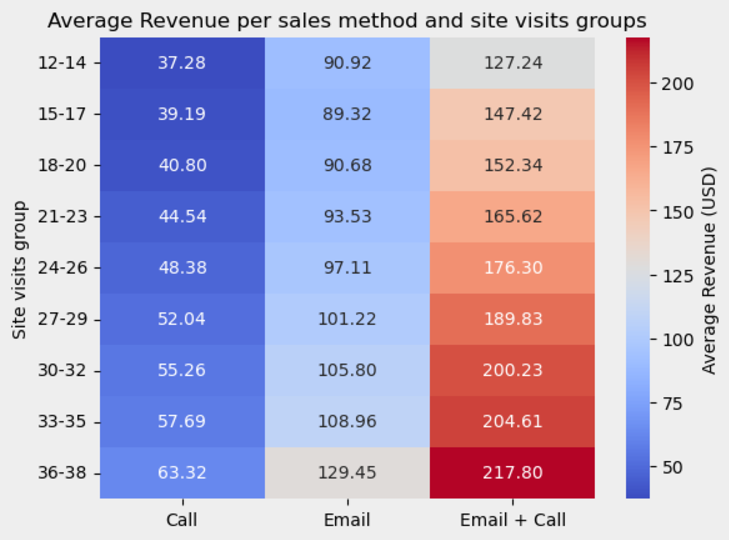 Average Revenue per sales method and site visits groups
12-14 37.28 90.92 127.24
15-17 39.19 89.32 147.42
18-20 40.80 90.68 152.34
21-23 44.54 93.53 165.62
24-26 48.38 97.11 176.30
27-29 52.04 101.22 189.83
30-32 55.26 105.80 200.23
33-35 57.69 108.96 204.61
36-38 63.32 129.45 217.80
Call Email Email + Call
Site visits group
200
175
150
125
100
75
50
Average Revenue (USD)